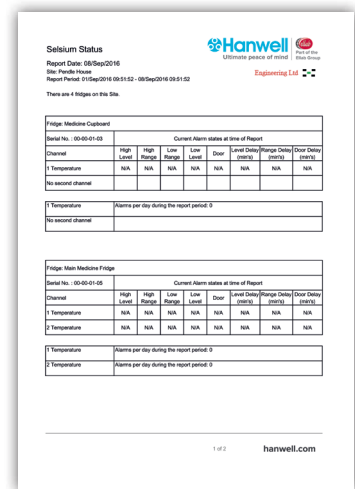 Selsium Status
Hanwell
Ultimate peace of mind
Part of the
Ellab Group
Report Date: 08/Sep/2016
Site: Pendle House
Report Period: 01/Sep/2016 09:51:52 - 08/Sep/2016 09:51:52
Engineering Ltd
There are 4 fridges on this Site.
Fridge: Medicine Cupboard
Serial No. : 00-00-01-03 Current Alarm states at time of Report
Channel High Level High Range Low Range Low Level Door Level Delay (min's) Range Delay (min's) Door Delay (min's)
1 Temperature N/A N/A N/A N/A N/A N/A N/A N/A
No second channel
1 Temperature Alarms per day during the report period: 0
No second channel
Fridge: Main Medicine Fridge
Serial No. : 00-00-01-05 Current Alarm states at time of Report
Channel High Level High Range Low Range Low Level Door Level Delay (min's) Range Delay (min's) Door Delay (min's)
1 Temperature N/A N/A N/A N/A N/A N/A N/A N/A
2 Temperature N/A N/A N/A N/A N/A N/A N/A N/A
1 Temperature Alarms per day during the report period: 0
2 Temperature Alarms per day during the report period: 0
1 of 2
hanwell.com